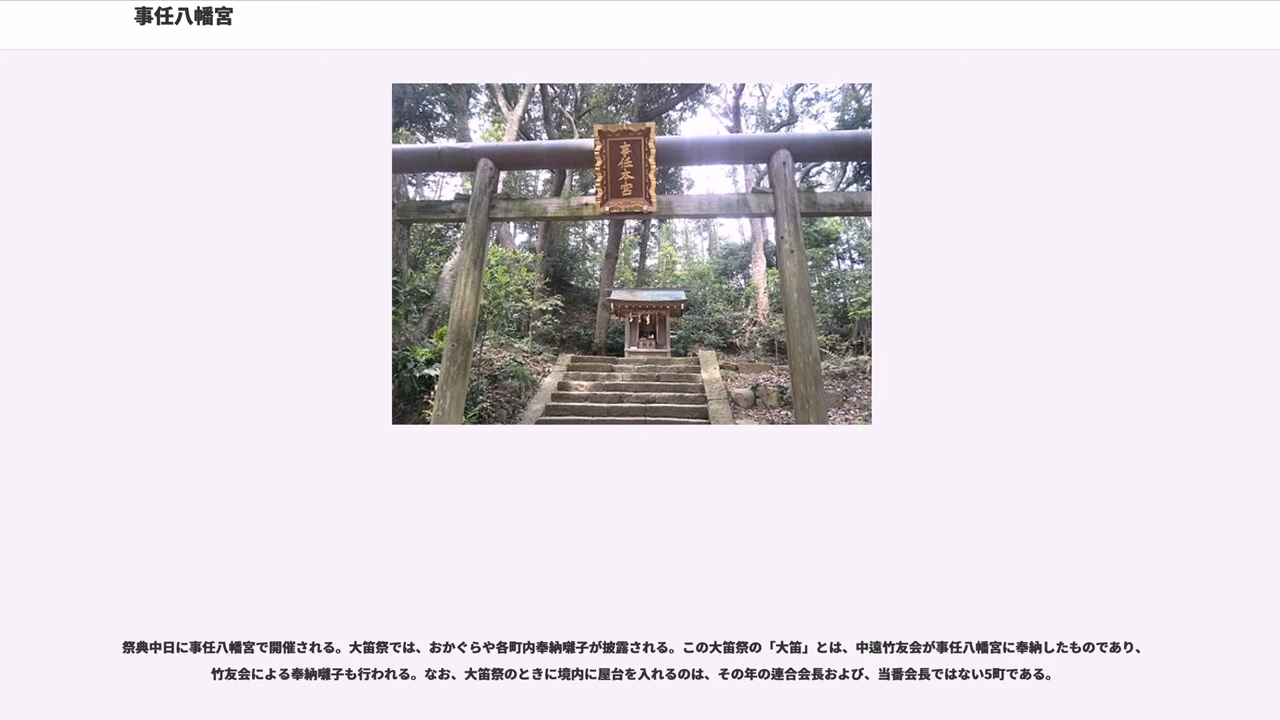 事任八幡宮
事任本宮
祭典中日に事任八幡宮で開催される。大笛祭では、おかぐらや各町内奉納囃子が披露される。この大笛祭の「大笛」とは、中遠竹友会が事任八幡宮に奉納したものであり、
竹友会による奉納囃子も行われる。なお、大笛祭のときに境内に屋台を入れるのは、その年の連合会長および、当番会長ではない5町である。